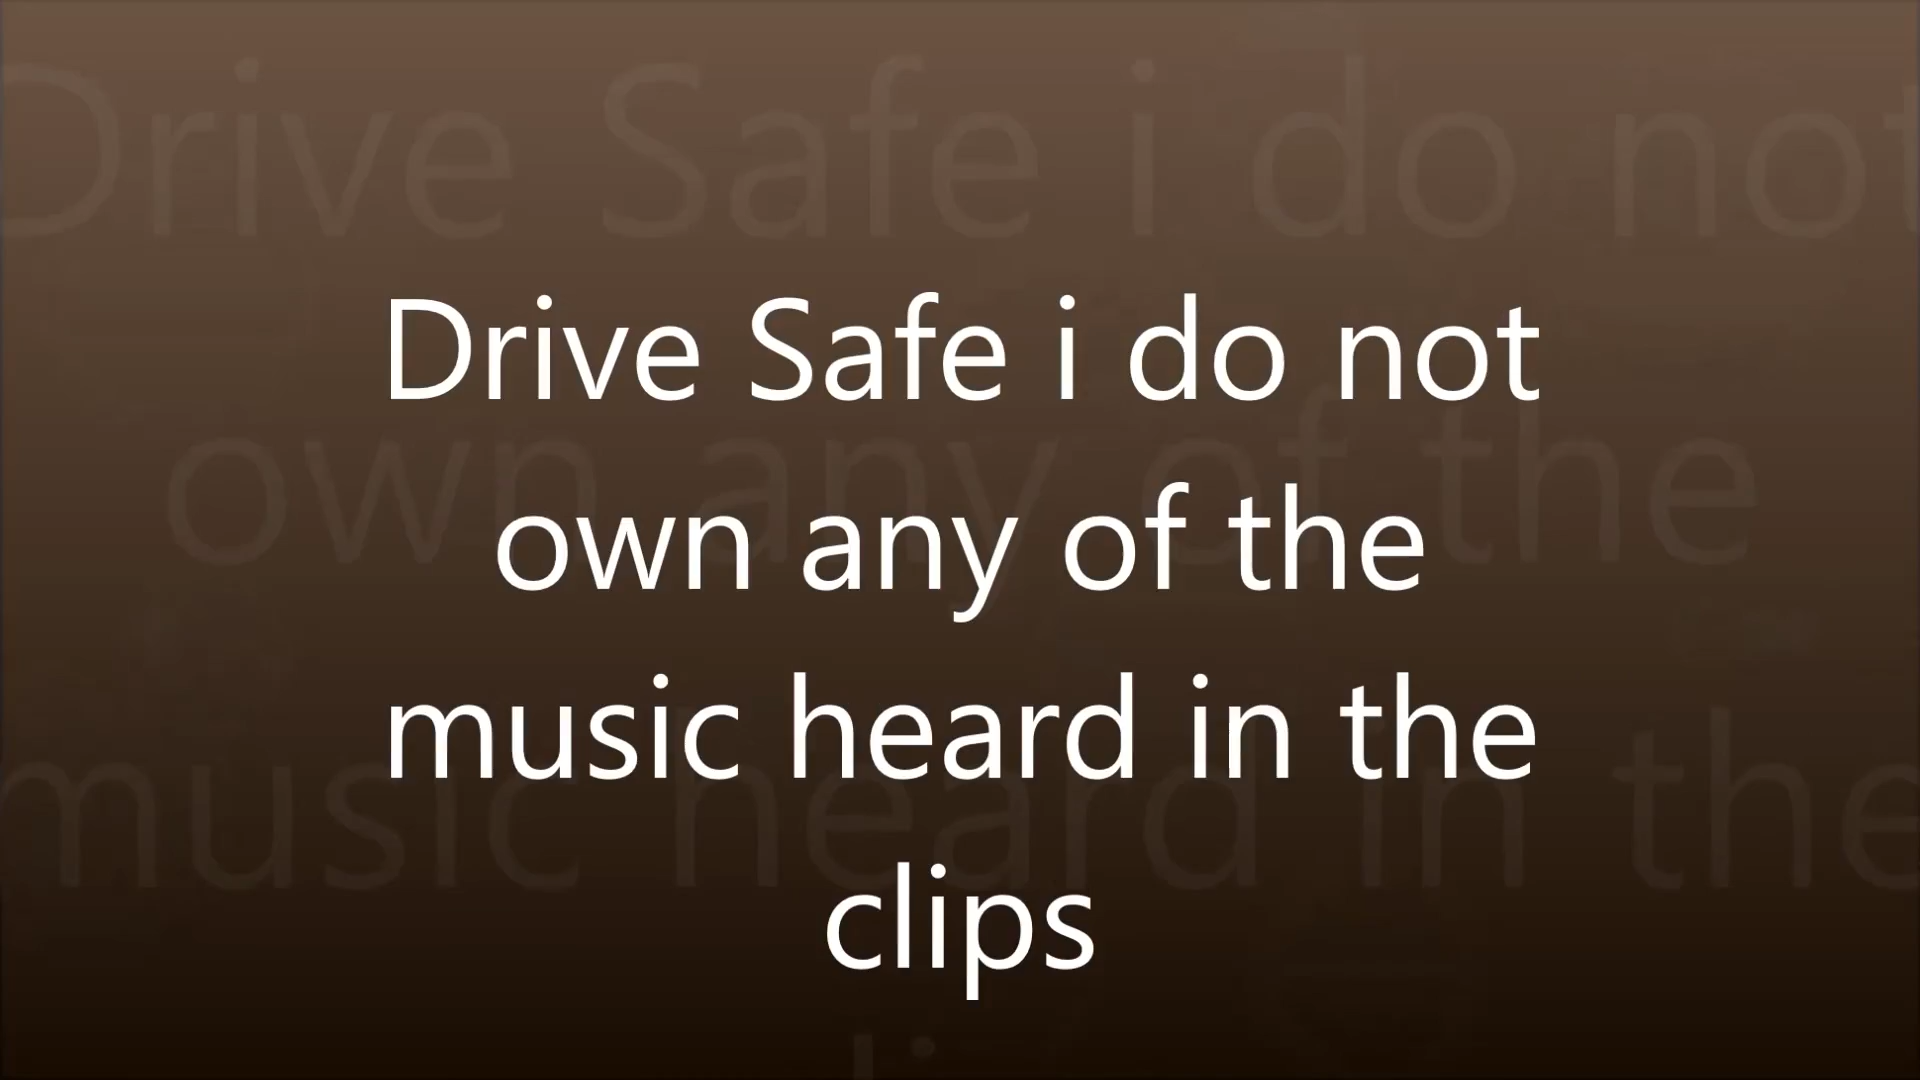 Drive Safe i do not
own any of the
music heard in the
clips